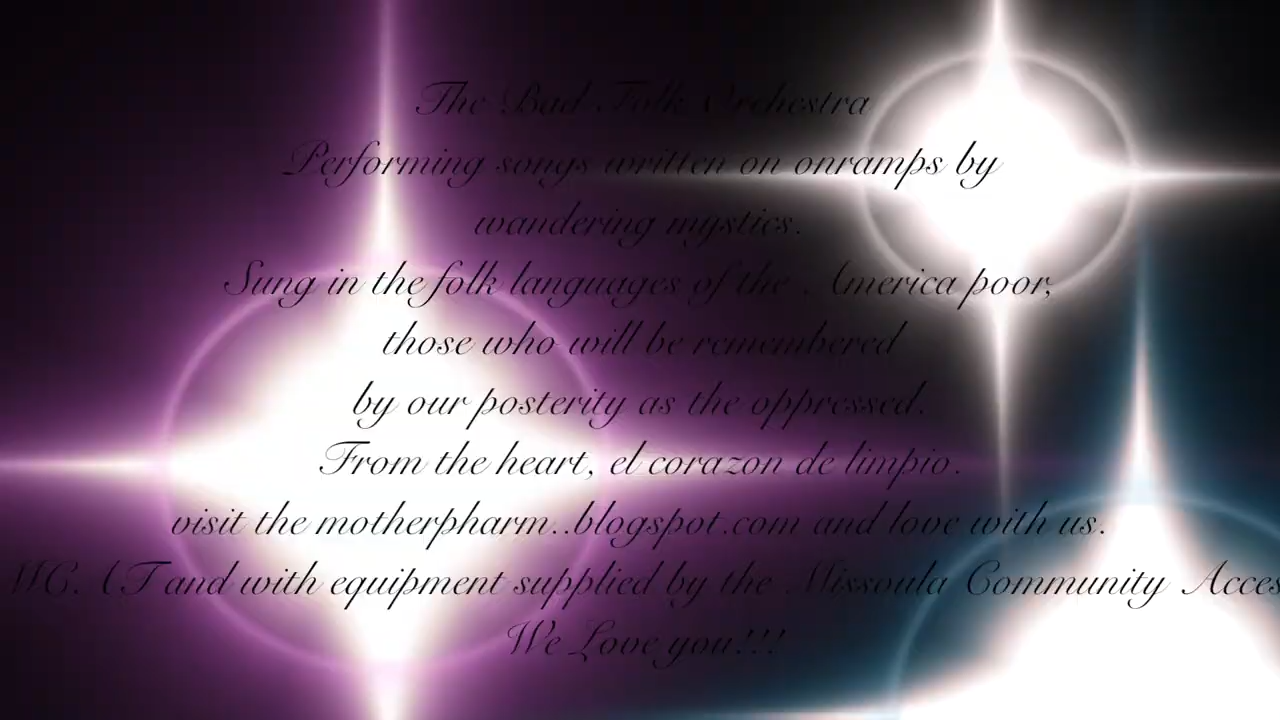 The Bad Folk Orchestra
Performing songs written on onramps by
wandering mystics.
Sung in the folk languages of the America poor,
those who will be remembered
by our posterity as the oppressed.
From the heart, el corazon de limpio.
visit the motherpharm..blogspot.com and love with us.
and with equipment supplied by the Missoula Community
We Love you!!!